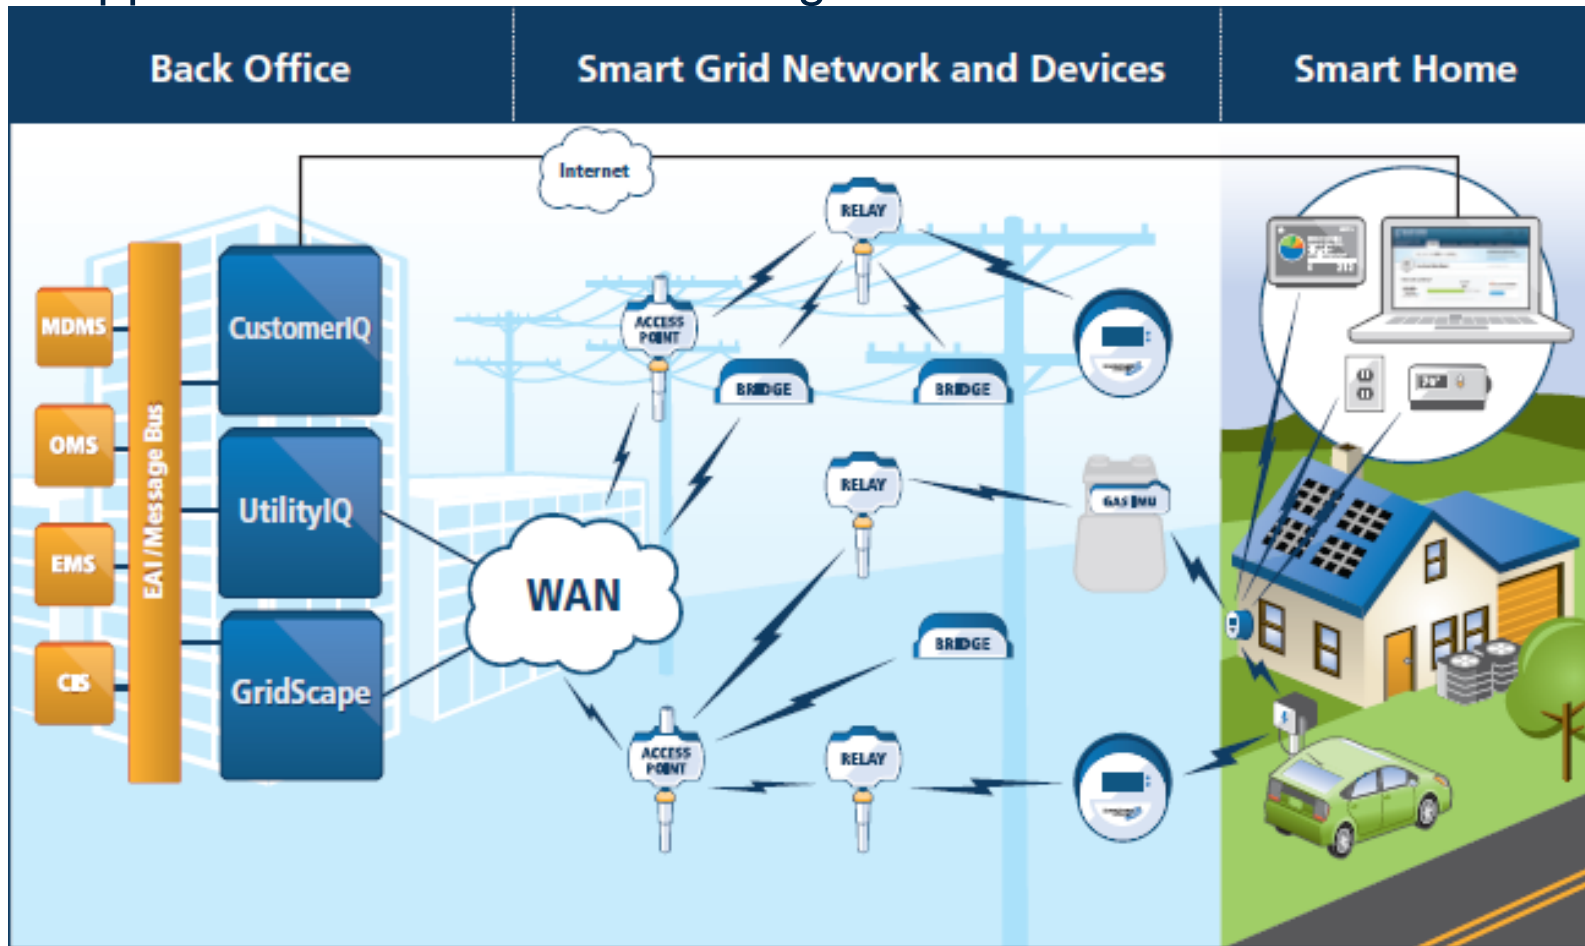 Back Office
Smart Grid Network and Devices
Smart Home
Internet
RELAY
MDMS
CustomerIQ
ACCESS
POINT
BRIDGE
BRIDGE
OMS
EAI/Message Bus
UtilityIQ
RELAY
GAS IMU
EMS
WAN
BRIDGE
CIS
GridScape
ACCESS
POINT
RELAY